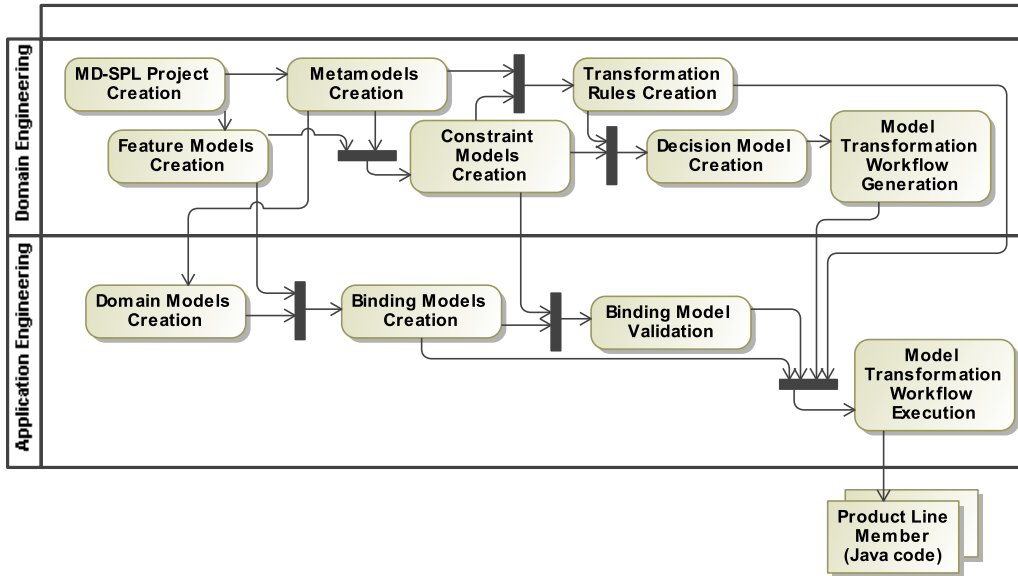 Domain Engineering
MD-SPL Project
Creation
Metamodels
Creation
Transformation
Rules Creation
Feature Models
Creation
Constraint
Models
Creation
Decision Model
Creation
Model
Transformation
Workflow
Generation
Application Engineering
Domain Models
Creation
Binding Models
Creation
Binding Model
Validation
Model
Transformation
Workflow
Execution
Product Line
Member
(Java code)